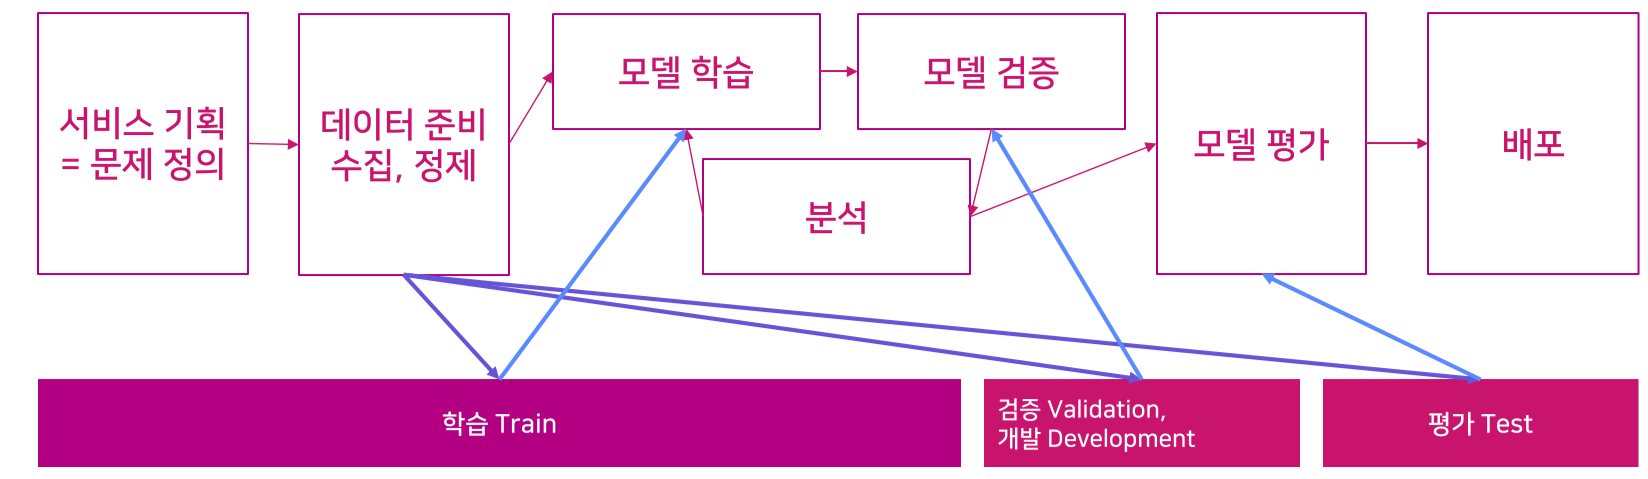 서비스 기획
= 문제 정의
데이터 준비
수집, 정제
모델 학습
모델 검증
분석
모델 평가
배포
학습 Train
검증 Validation,
개발 Development
평가 Test